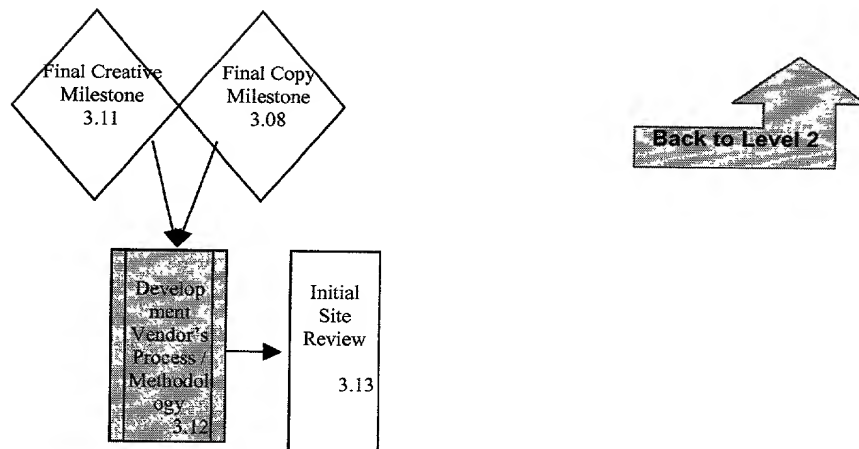 Final Creative
Milestone
3.11
Final Copy
Milestone
3.08
Back to Level 2
Develop
ment
Vendor's
Process /
Methodol
ogy
3.12
Initial
Site
Review
3.13